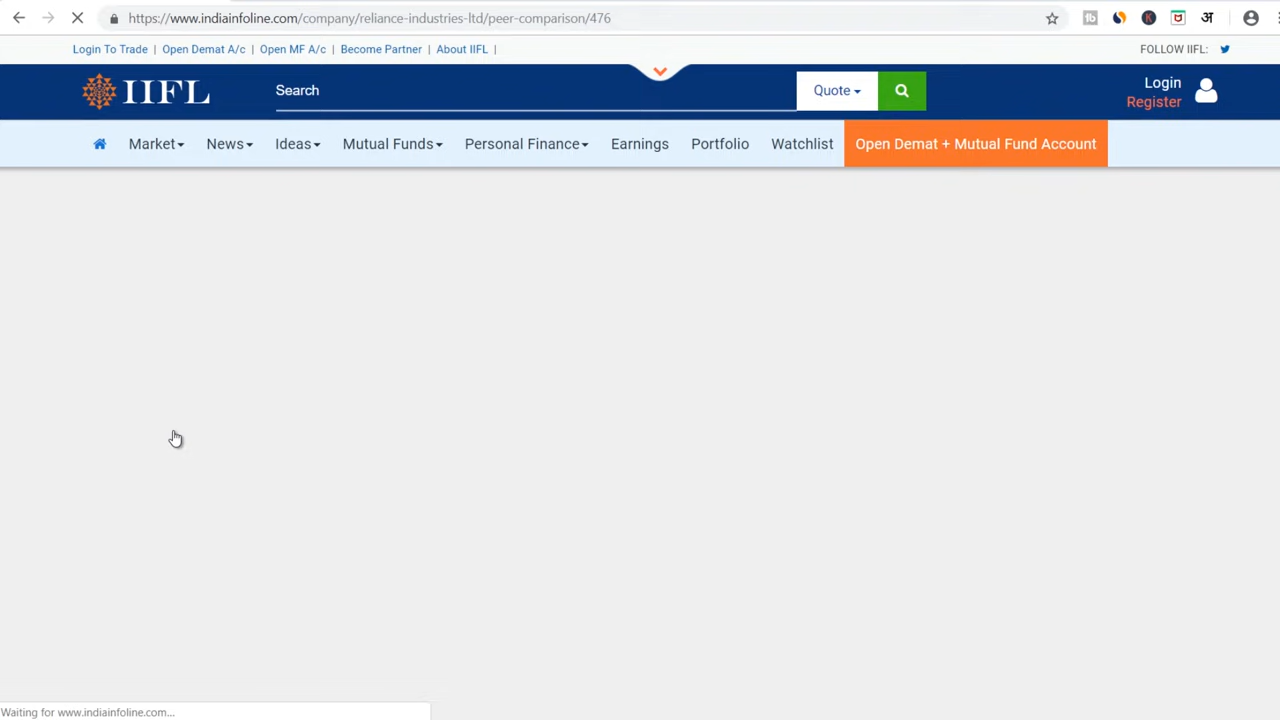 https://www.indiainfoline.com/company/reliance-industries-ltd/peer-comparison/476
Login To Trade | Open Demat A/c | Open MF A/c | Become Partner | About IIFL |
FOLLOW IIFL:
IIFL
Search
Quote
Login
Register
Market
News
Ideas
Mutual Funds
Personal Finance
Earnings
Portfolio
Watchlist
Open Demat + Mutual Fund Account
Waiting for www.indiainfoline.com...